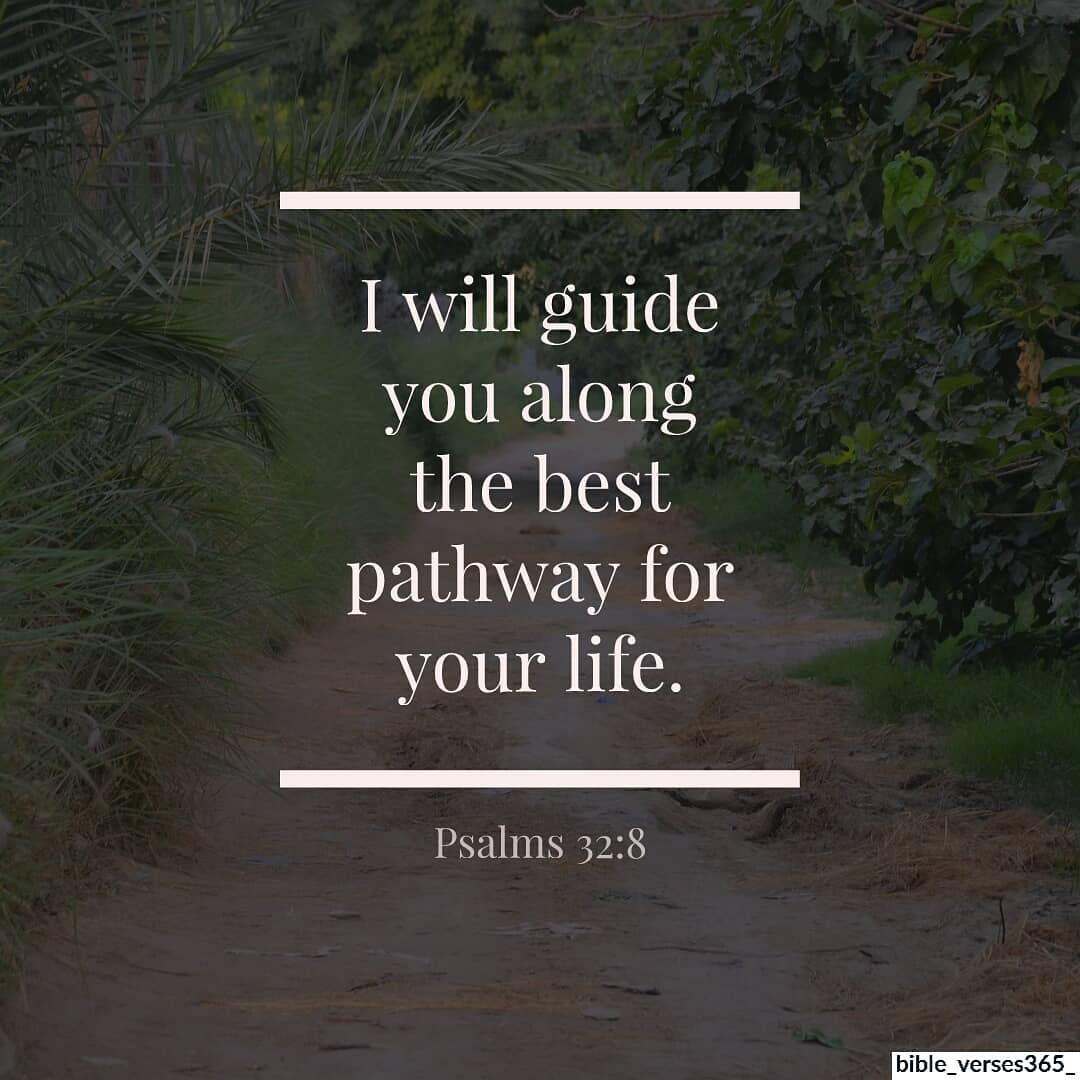 I will guide
you along
the best
pathway for
your life.
Psalms 32:8
bible_verses365_